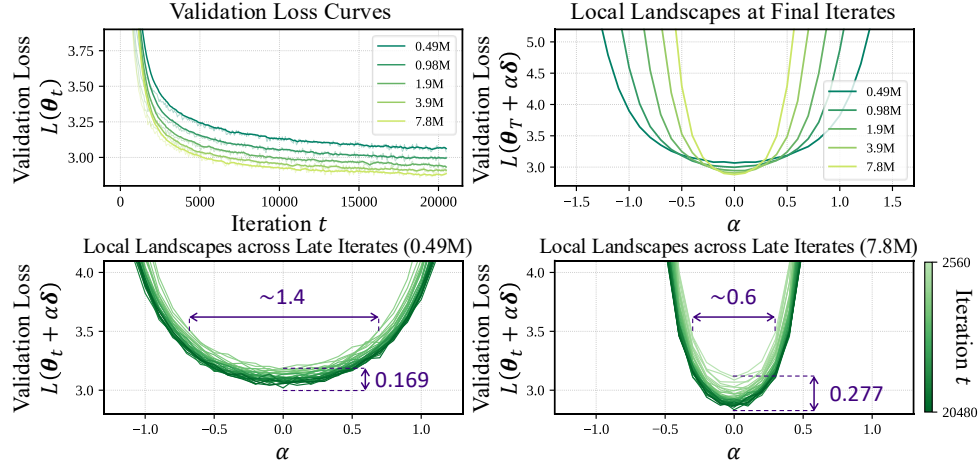 Validation Loss Curves
Validation Loss
L(θ_t)
3.75
3.50
3.25
3.00
0
5000
10000
15000
20000
Iteration t
0.49M
0.98M
1.9M
3.9M
7.8M
Local Landscapes at Final Iterates
Validation Loss
L(θ_T + αδ)
5.0
4.5
4.0
3.5
3.0
−1.5
−1.0
−0.5
0.0
0.5
1.0
1.5
α
0.49M
0.98M
1.9M
3.9M
7.8M
Local Landscapes across Late Iterates (0.49M)
Validation Loss
L(θ_t + αδ)
4.0
3.5
3.0
~1.4
0.169
−1.0
−0.5
0.0
0.5
1.0
α
Local Landscapes across Late Iterates (7.8M)
Validation Loss
L(θ_t + αδ)
4.0
3.5
3.0
~0.6
0.277
−1.0
−0.5
0.0
0.5
1.0
α
2560
Iteration t
20480